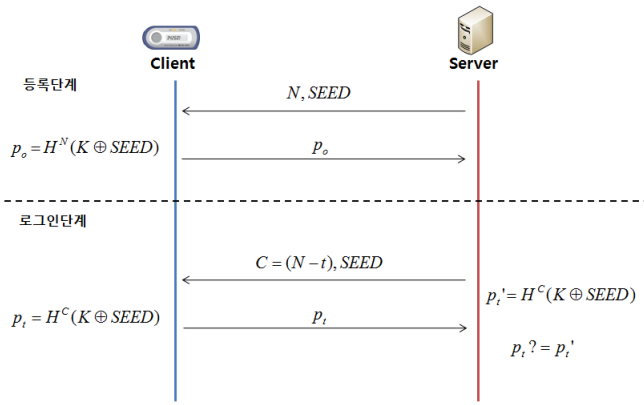 Client
Server
등록단계
N, SEED
p_o = H^N(K ⊕ SEED)
p_o
로그인단계
C = (N − t), SEED
p_t' = H^C(K ⊕ SEED)
p_t = H^C(K ⊕ SEED)
p_t
p_t ? = p_t'